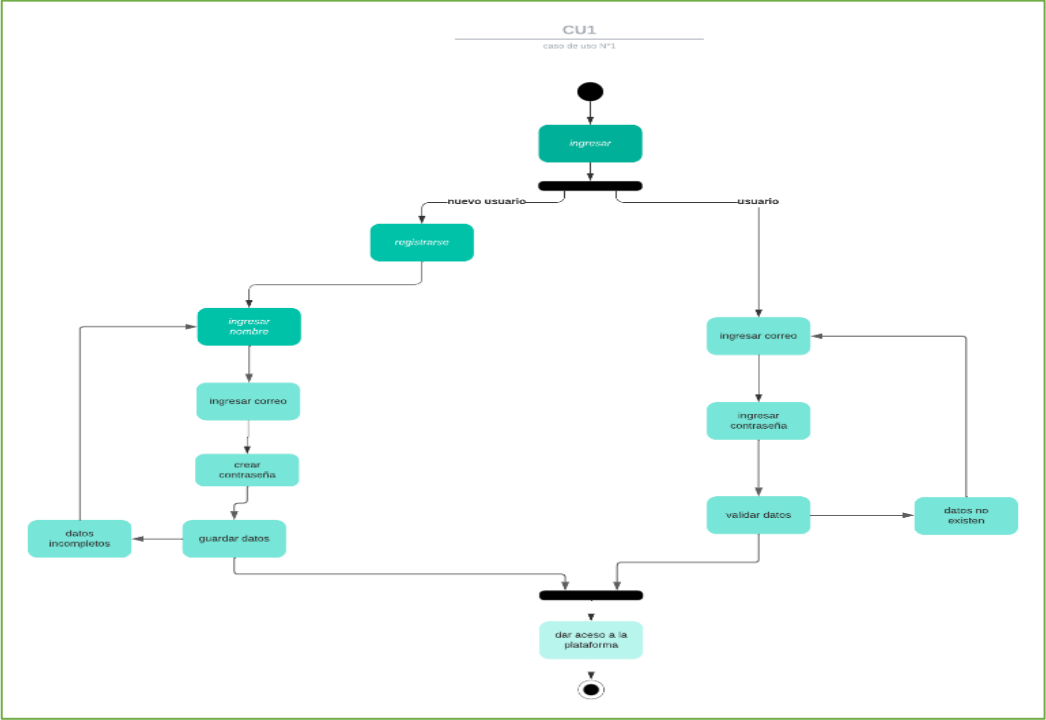 CU1
caso de uso N°1
ingresar
nuevo usuario
usuario
registrarse
ingresar
nombre
ingresar correo
ingresar correo
ingresar
contraseña
crear
contraseña
validar datos
datos no
existen
datos
incompletos
guardar datos
dar aceso a la
plataforma